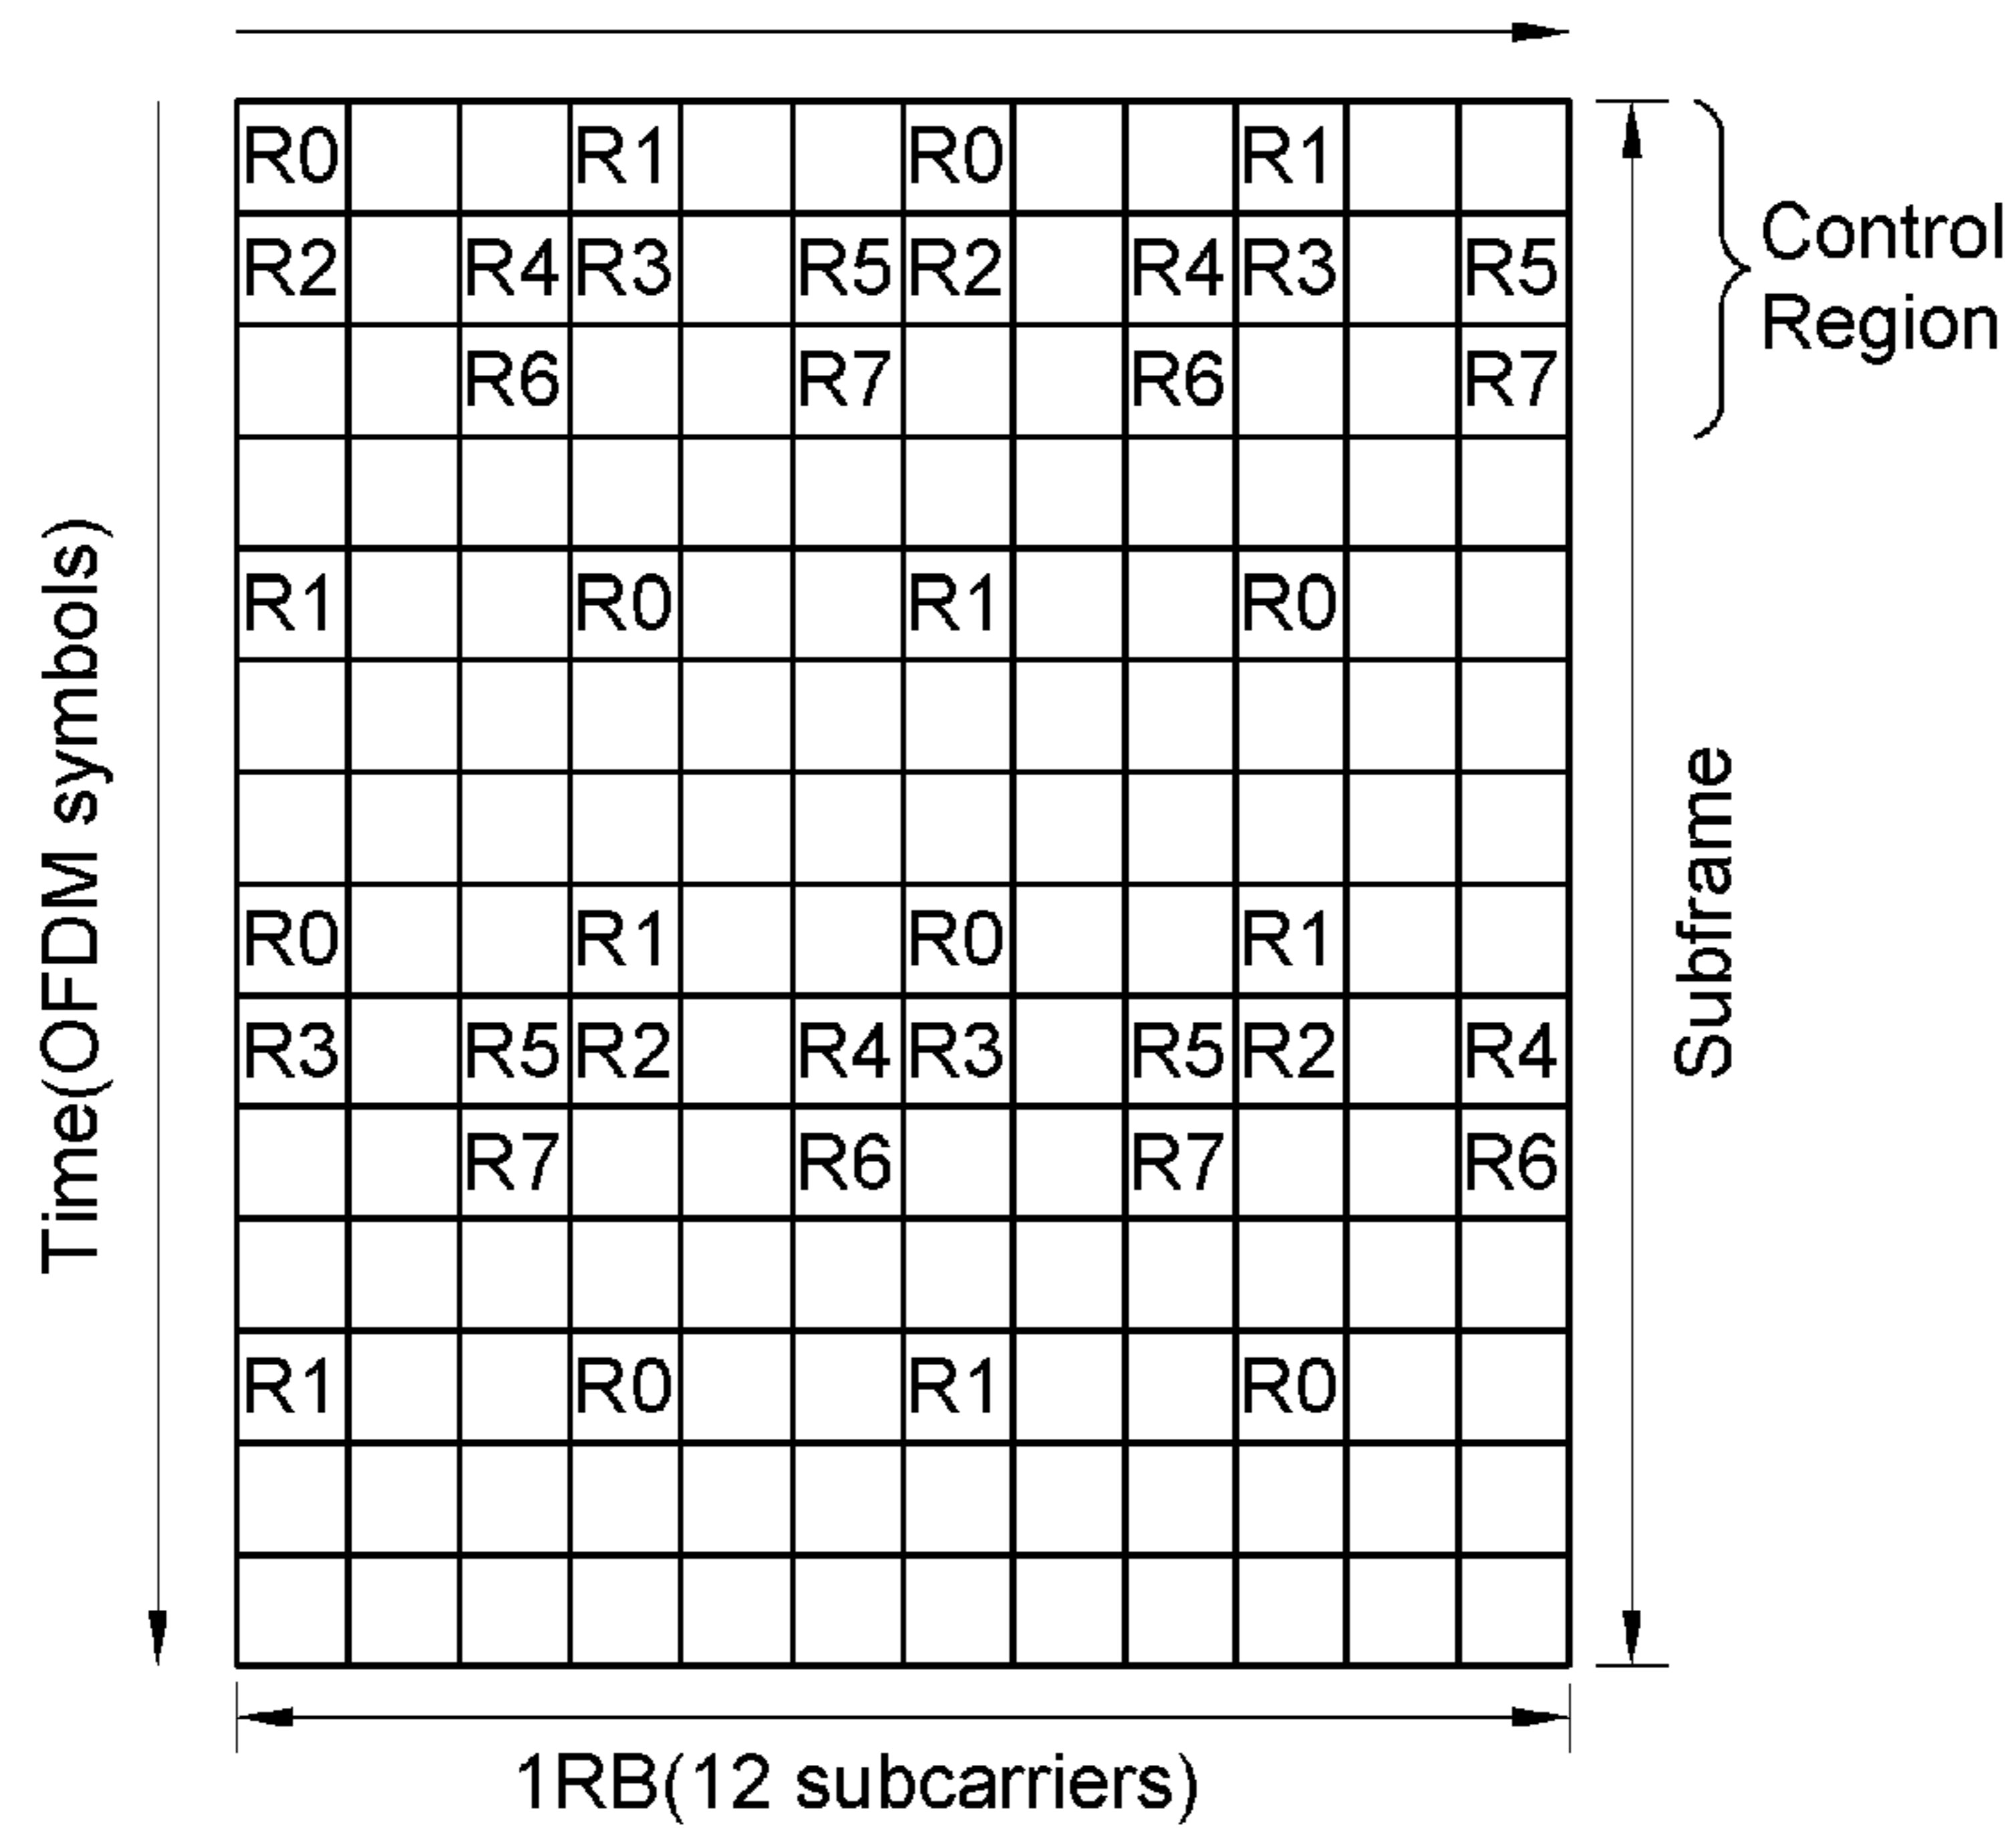 R0 R1 R0 R1
R2 R4 R3 R5 R2 R4 R3 R5
R6 R7 R6 R7
R1 R0 R1 R0
R0 R1 R0 R1
R3 R5 R2 R4 R3 R5 R2 R4
R7 R6 R7 R6
R1 R0 R1 R0
Control
Region
Time(OFDM symbols)
Subframe
1RB(12 subcarriers)